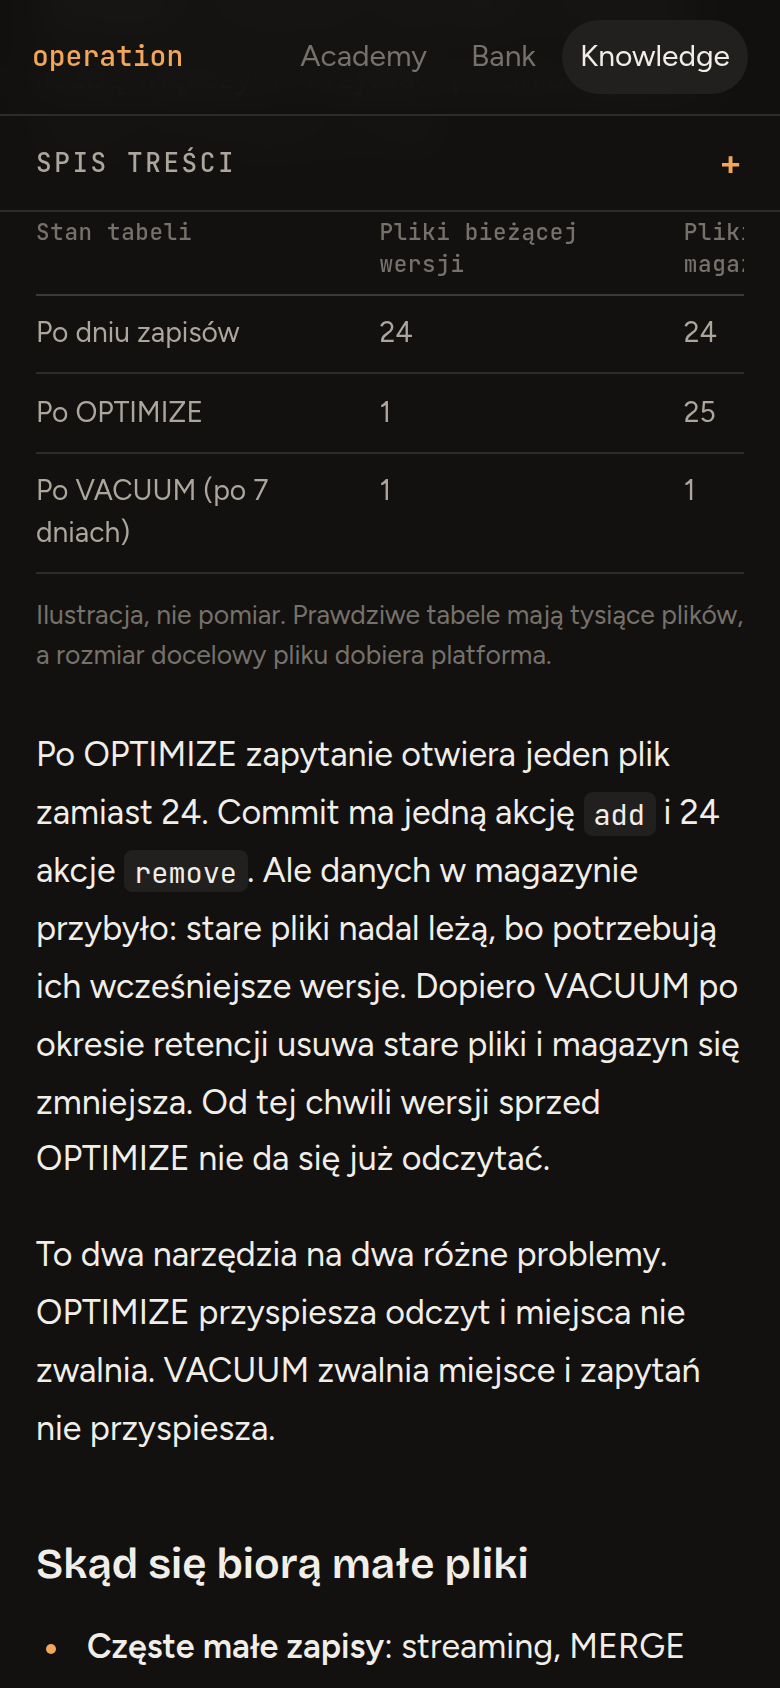 operation Academy Bank Knowledge
SPIS TREŚCI +
Stan tabeli Pliki bieżącej wersji
Po dniu zapisów 24 24
Po OPTIMIZE 1 25
Po VACUUM (po 7 dniach) 1 1
Ilustracja, nie pomiar. Prawdziwe tabele mają tysiące plików,
a rozmiar docelowy pliku dobiera platforma.
Po OPTIMIZE zapytanie otwiera jeden plik
zamiast 24. Commit ma jedną akcję add i 24
akcje remove. Ale danych w magazynie
przybyło: stare pliki nadal leżą, bo potrzebują
ich wcześniejsze wersje. Dopiero VACUUM po
okresie retencji usuwa stare pliki i magazyn się
zmniejsza. Od tej chwili wersji sprzed
OPTIMIZE nie da się już odczytać.
To dwa narzędzia na dwa różne problemy.
OPTIMIZE przyspiesza odczyt i miejsca nie
zwalnia. VACUUM zwalnia miejsce i zapytań
nie przyspiesza.
Skąd się biorą małe pliki
• Częste małe zapisy: streaming, MERGE